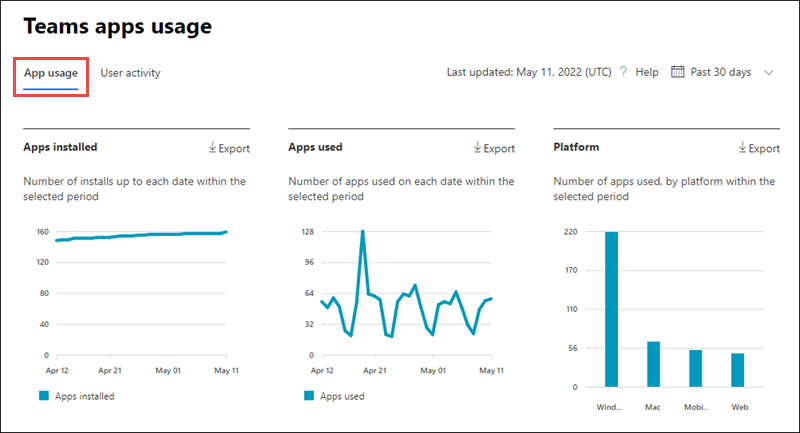 Teams apps usage
App usage
User activity
Last updated: May 11, 2022 (UTC)
? Help
Past 30 days
Apps installed
Export
Number of installs up to each date within the
selected period
160
120
80
40
0
Apr 12
Apr 21
May 01
May 11
Apps installed
Apps used
Export
Number of apps used on each date within the
selected period
128
96
64
32
0
Apr 12
Apr 21
May 01
May 11
Apps used
Platform
Export
Number of apps used, by platform within the
selected period
220
170
110
56
0
Wind...
Mac
Mobi...
Web